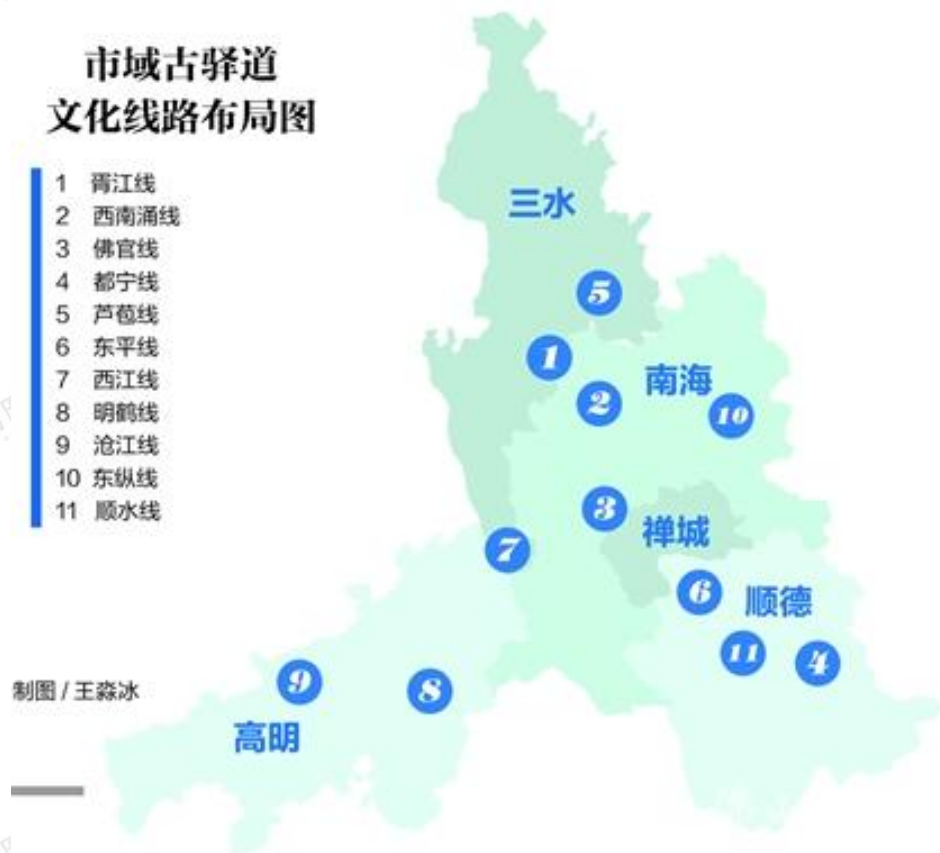 市域古驿道
文化线路布局图
1 胥江线
2 西南涌线
3 佛官线
4 都宁线
5 芦苞线
6 东平线
7 西江线
8 明鹤线
9 沧江线
10 东纵线
11 顺水线
三水
5
1
南海
2
10
3
禅城
7
6
顺德
11
4
9
8
制图 / 王淼冰
高明